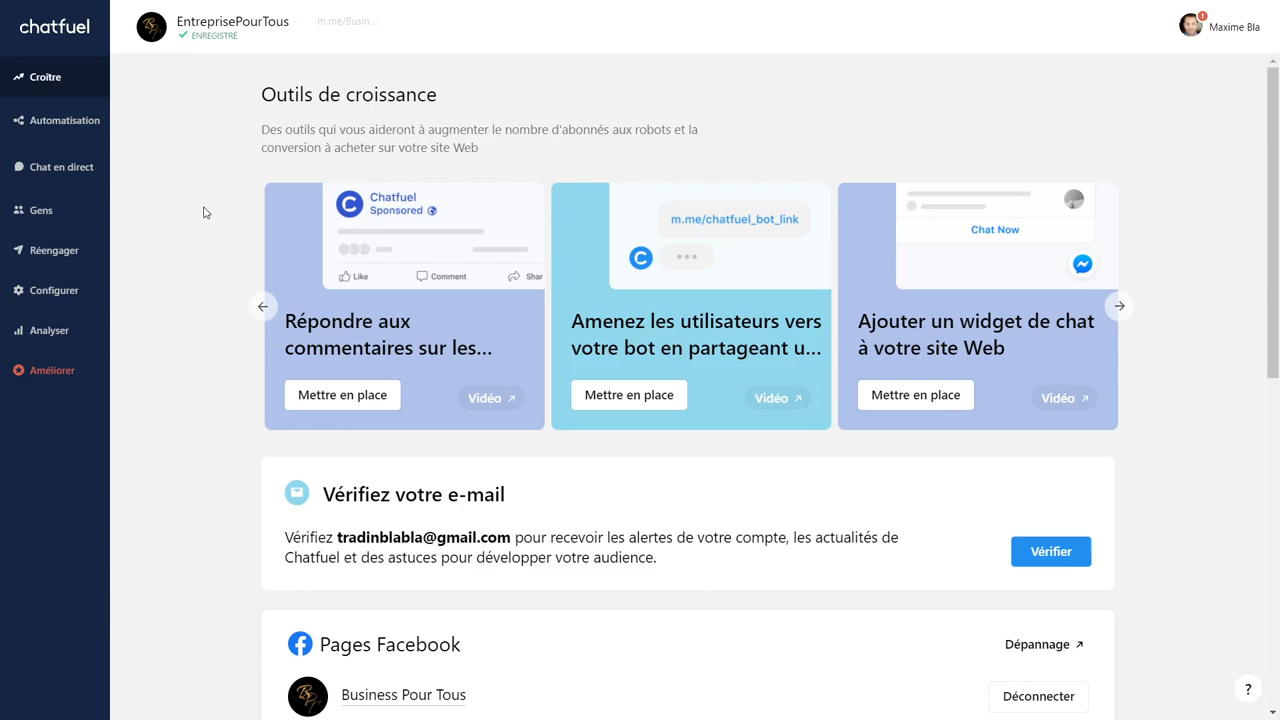 chatfuel
EntreprisePourTous
m.me/Busin ...
ENREGISTRÉ
Maxime Bla
Croître
Automatisation
Chat en direct
Gens
Réengager
Configurer
Analyser
Améliorer
Outils de croissance
Des outils qui vous aideront à augmenter le nombre d'abonnés aux robots et la
conversion à acheter sur votre site Web
Chatfuel
Sponsored
Like
Comment
Shar
Répondre aux
commentaires sur les...
Mettre en place
Vidéo
m.me/chatfuel_bot_link
Amenez les utilisateurs vers
votre bot en partageant u...
Mettre en place
Vidéo
Chat Now
Ajouter un widget de chat
à votre site Web
Mettre en place
Vidéo
Vérifiez votre e-mail
Vérifiez tradinblabla@gmail.com pour recevoir les alertes de votre compte, les actualités de
Chatfuel et des astuces pour développer votre audience.
Vérifier
Pages Facebook
Dépannage
Business Pour Tous
Déconnecter
?